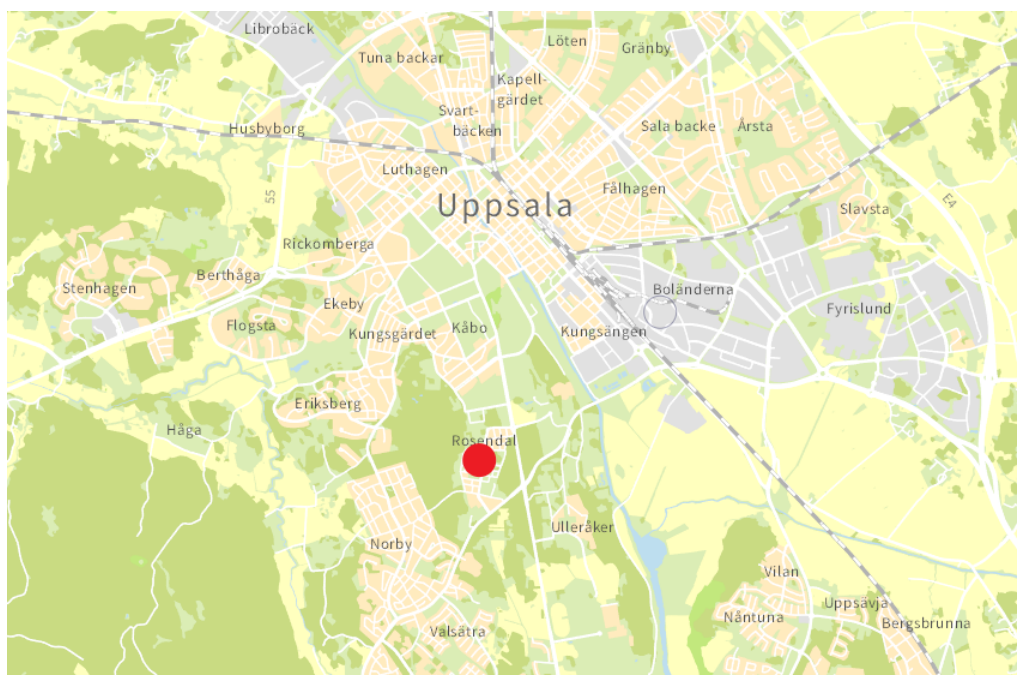 Librobäck
Löten
Gränby
Tuna backar
Kapell-
gärdet
Svart-
bäcken
Husbyborg
Sala backe
Årsta
Luthagen
Fålhagen
55
E4
Uppsala
Slavsta
Rickomberga
Berthåga
Stenhagen
Boländerna
Ekeby
Fyrislund
Flogsta
Kungsgärdet
Kåbo
Kungsängen
Eriksberg
Håga
Rosendal
Ulleråker
Norby
Vilan
Uppsävja
Nåntuna
Bergsbrunna
Valsätra